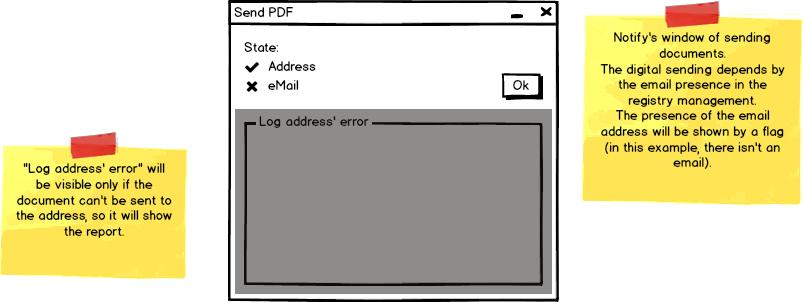 Send PDF
State:
Address
eMail
Ok
Log address' error
"Log address' error" will
be visible only if the
document can't be sent to
the address, so it will show
the report.
Notify's window of sending
documents.
The digital sending depends by
the email presence in the
registry management.
The presence of the email
address will be shown by a flag
(in this example, there isn't an
email).